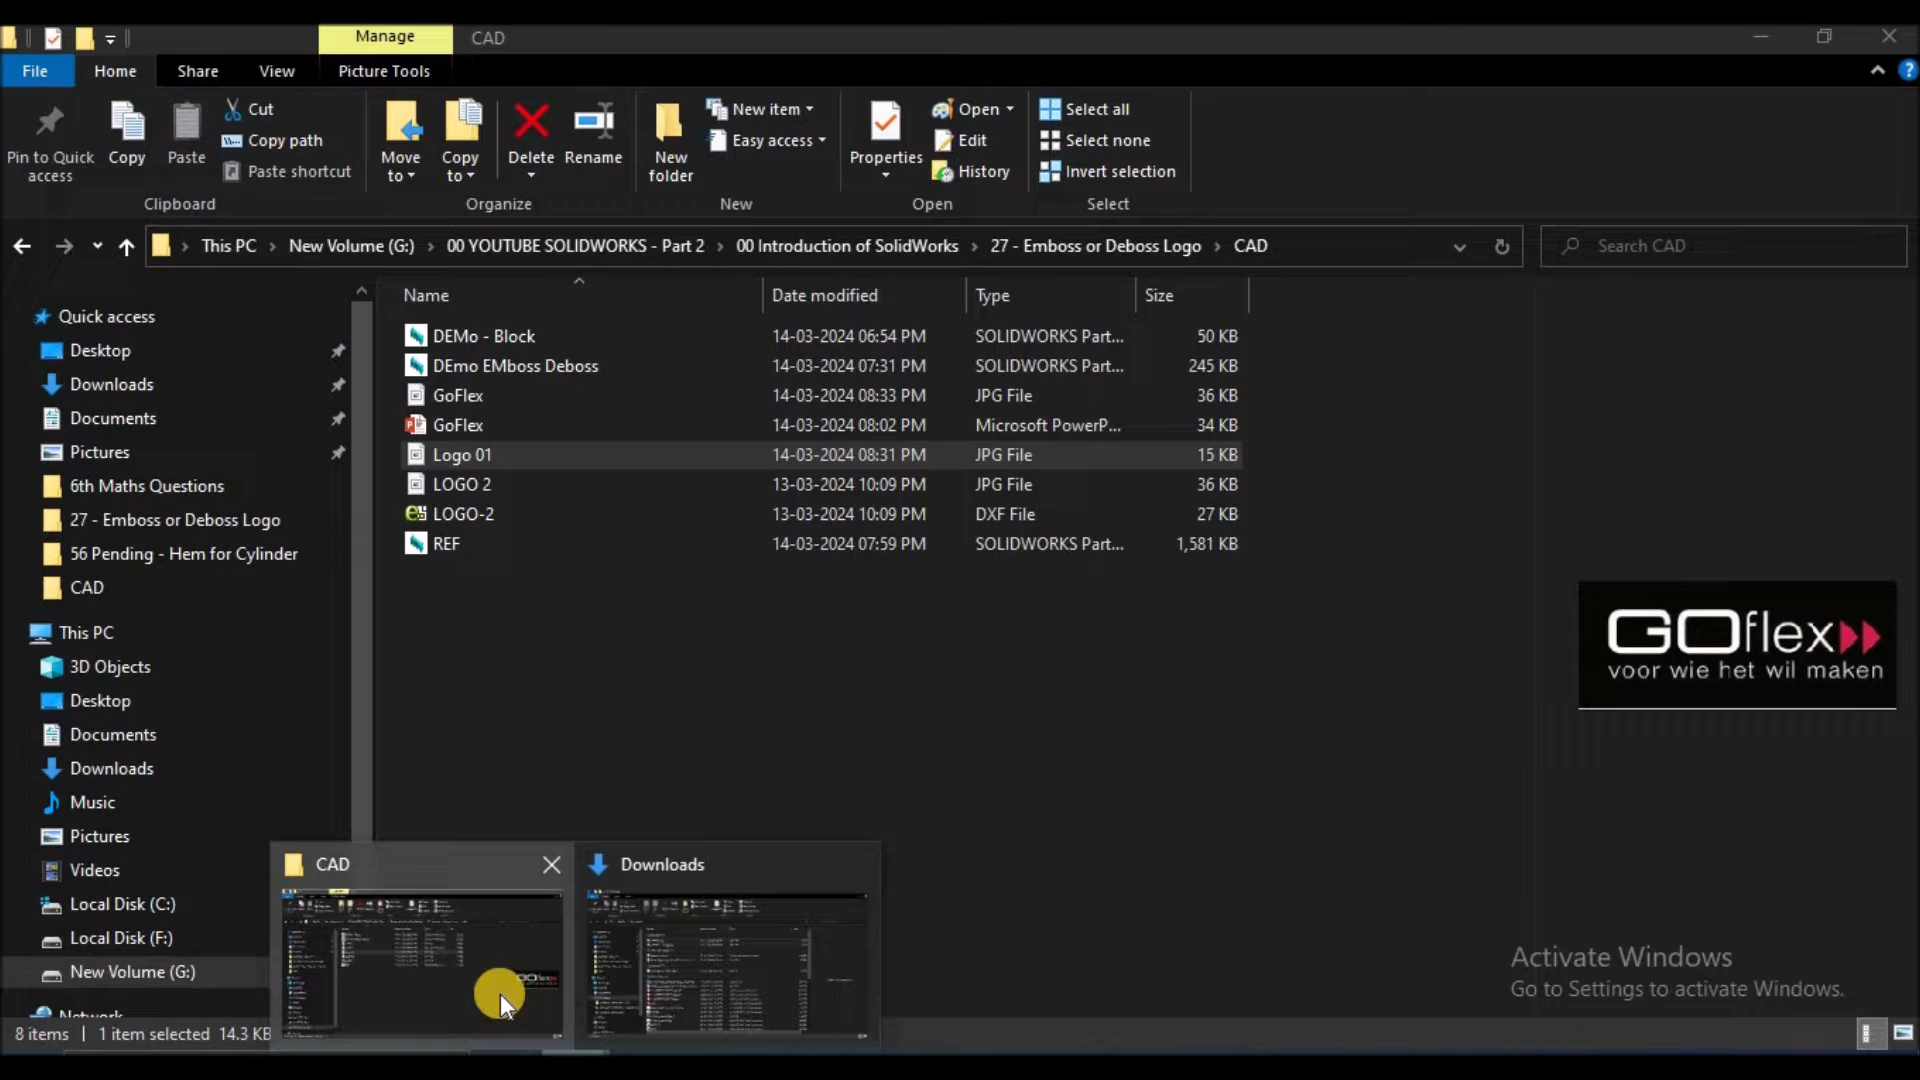 Manage CAD
File Home Share View Picture Tools
Pin to Quick access Copy Paste Cut Copy path Paste shortcut
Clipboard
Move to Copy to Delete Rename
Organize
New folder New item Easy access
New
Properties Open Edit History
Open
Select all Select none Invert selection
Select
This PC New Volume (G:) 00 YOUTUBE SOLIDWORKS - Part 2 00 Introduction of SolidWorks 27 - Emboss or Deboss Logo CAD
Search CAD
Quick access
Desktop
Downloads
Documents
Pictures
6th Maths Questions
27 - Emboss or Deboss Logo
56 Pending - Hem for Cylinder
CAD
This PC
3D Objects
Desktop
Documents
Downloads
Music
Pictures
Videos
Local Disk (C:)
Local Disk (F:)
New Volume (G:)
Network
Name Date modified Type Size
DEMo - Block 14-03-2024 06:54 PM SOLIDWORKS Part... 50 KB
DEmo EMboss Deboss 14-03-2024 07:31 PM SOLIDWORKS Part... 245 KB
GoFlex 14-03-2024 08:33 PM JPG File 36 KB
GoFlex 14-03-2024 08:02 PM Microsoft PowerP... 34 KB
Logo 01 14-03-2024 08:31 PM JPG File 15 KB
LOGO 2 13-03-2024 10:09 PM JPG File 36 KB
LOGO-2 13-03-2024 10:09 PM DXF File 27 KB
REF 14-03-2024 07:59 PM SOLIDWORKS Part... 1,581 KB
GOflex
voor wie het wil maken
CAD Downloads
Activate Windows
Go to Settings to activate Windows.
8 items 1 item selected 14.3 KB